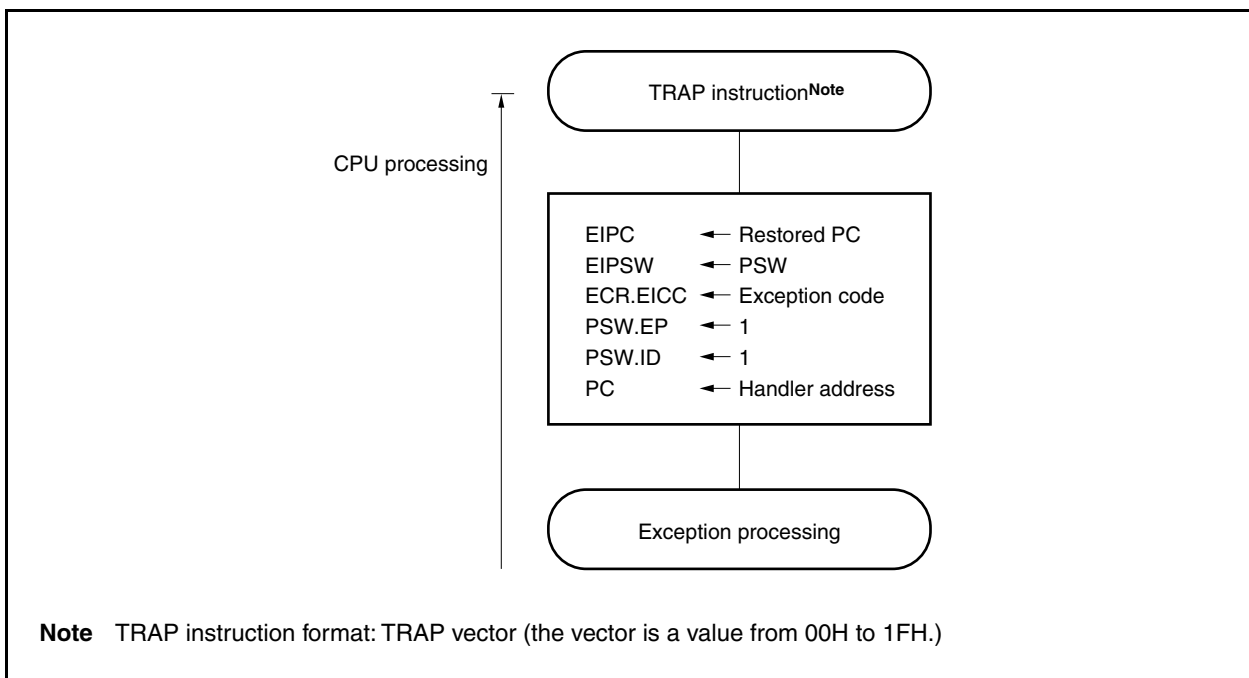 TRAP instructionNote
CPU processing
EIPC ← Restored PC
EIPSW ← PSW
ECR.EICC ← Exception code
PSW.EP ← 1
PSW.ID ← 1
PC ← Handler address
Exception processing
Note TRAP instruction format: TRAP vector (the vector is a value from 00H to 1FH.)